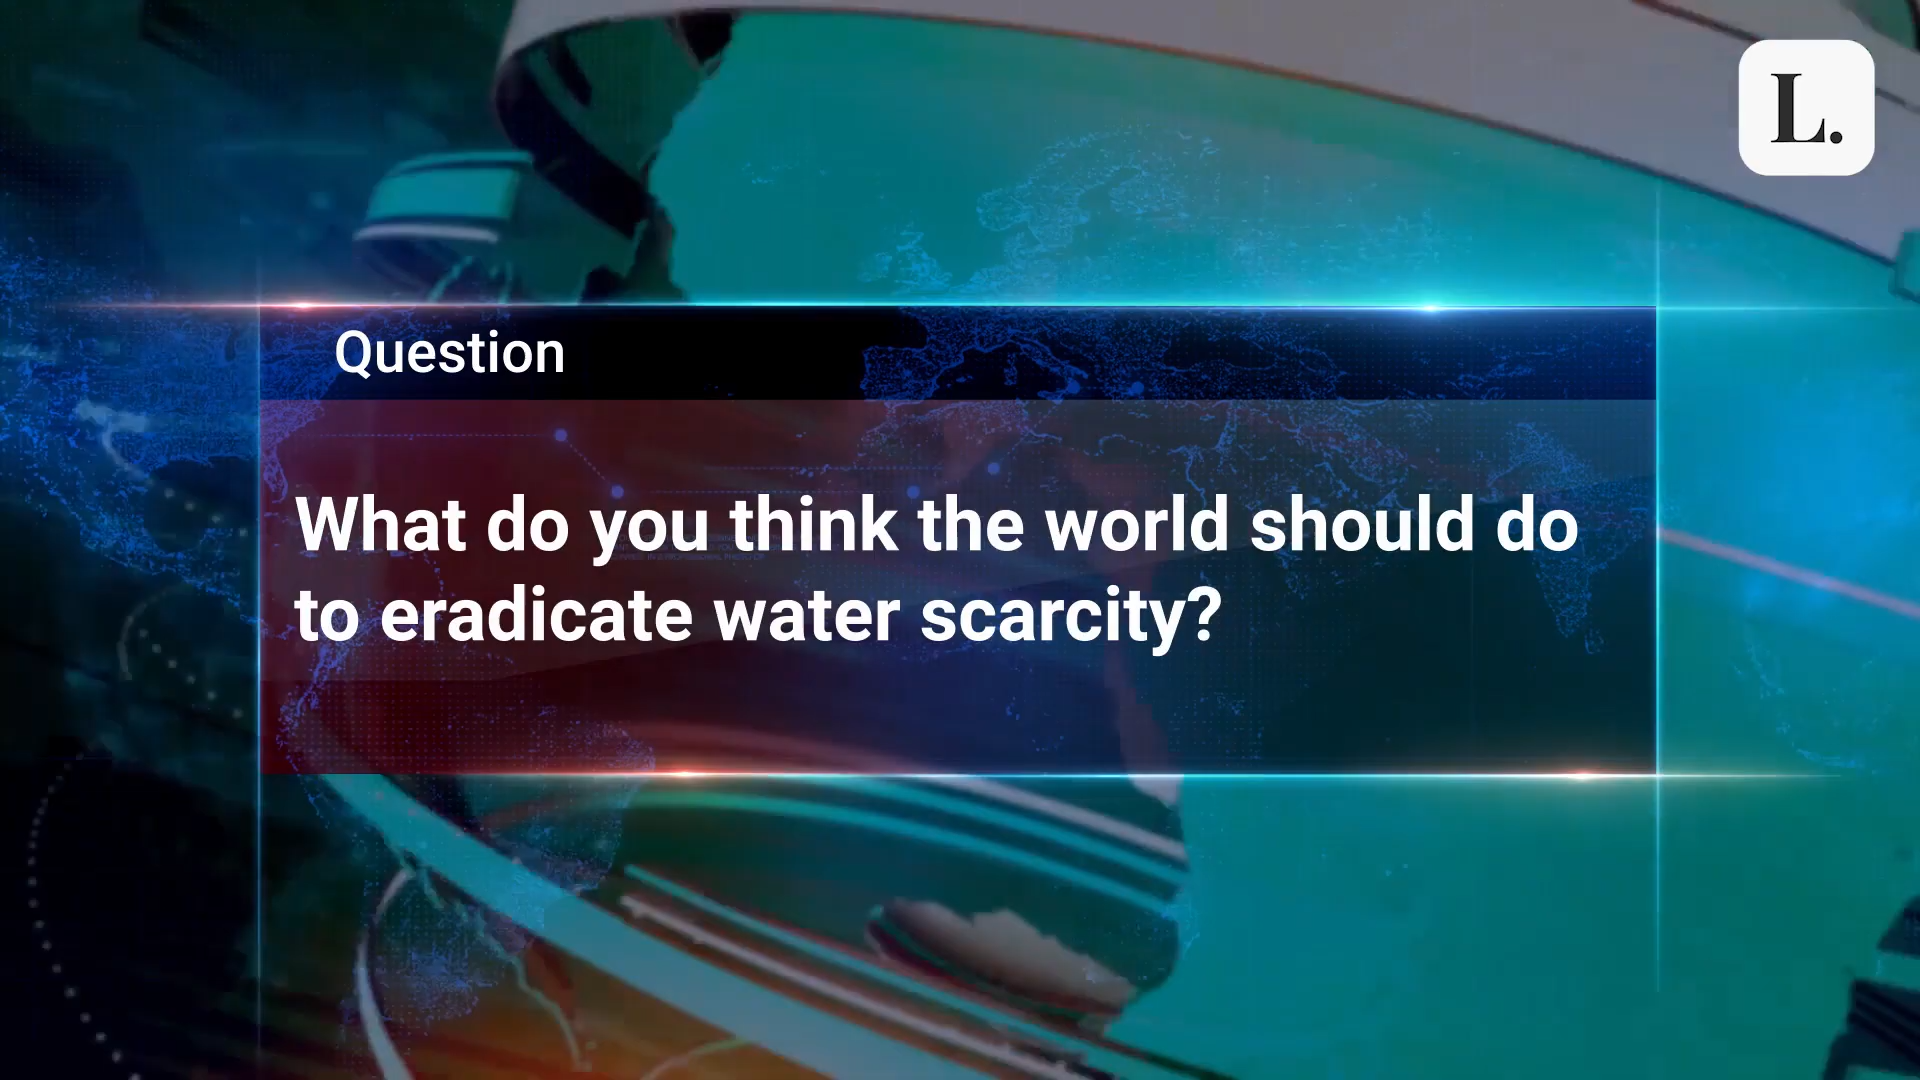 L.
Question
What do you think the world should do
to eradicate water scarcity?